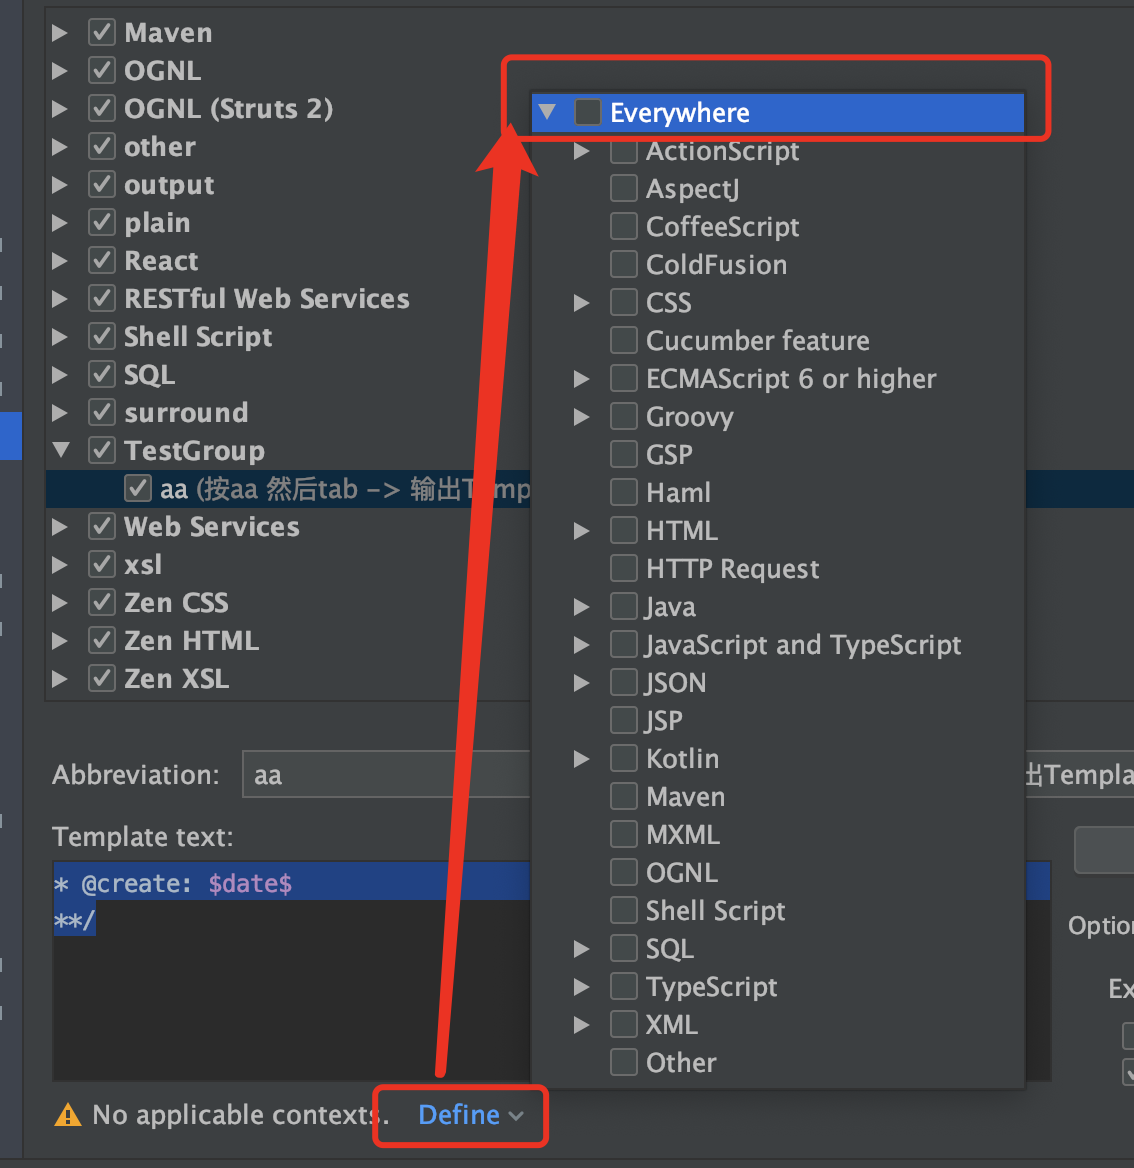 Maven
OGNL
OGNL (Struts 2)
other
output
plain
React
RESTful Web Services
Shell Script
SQL
surround
TestGroup
aa (按aa 然后tab -> 输出Temp
Web Services
xsl
Zen CSS
Zen HTML
Zen XSL
Everywhere
ActionScript
AspectJ
CoffeeScript
ColdFusion
CSS
Cucumber feature
ECMAScript 6 or higher
Groovy
GSP
Haml
HTML
HTTP Request
Java
JavaScript and TypeScript
JSON
JSP
Kotlin
Maven
MXML
OGNL
Shell Script
SQL
TypeScript
XML
Other
Abbreviation: aa
出Templa
Template text:
* @create: $date$
**/
Option
Ex
No applicable contexts. Define